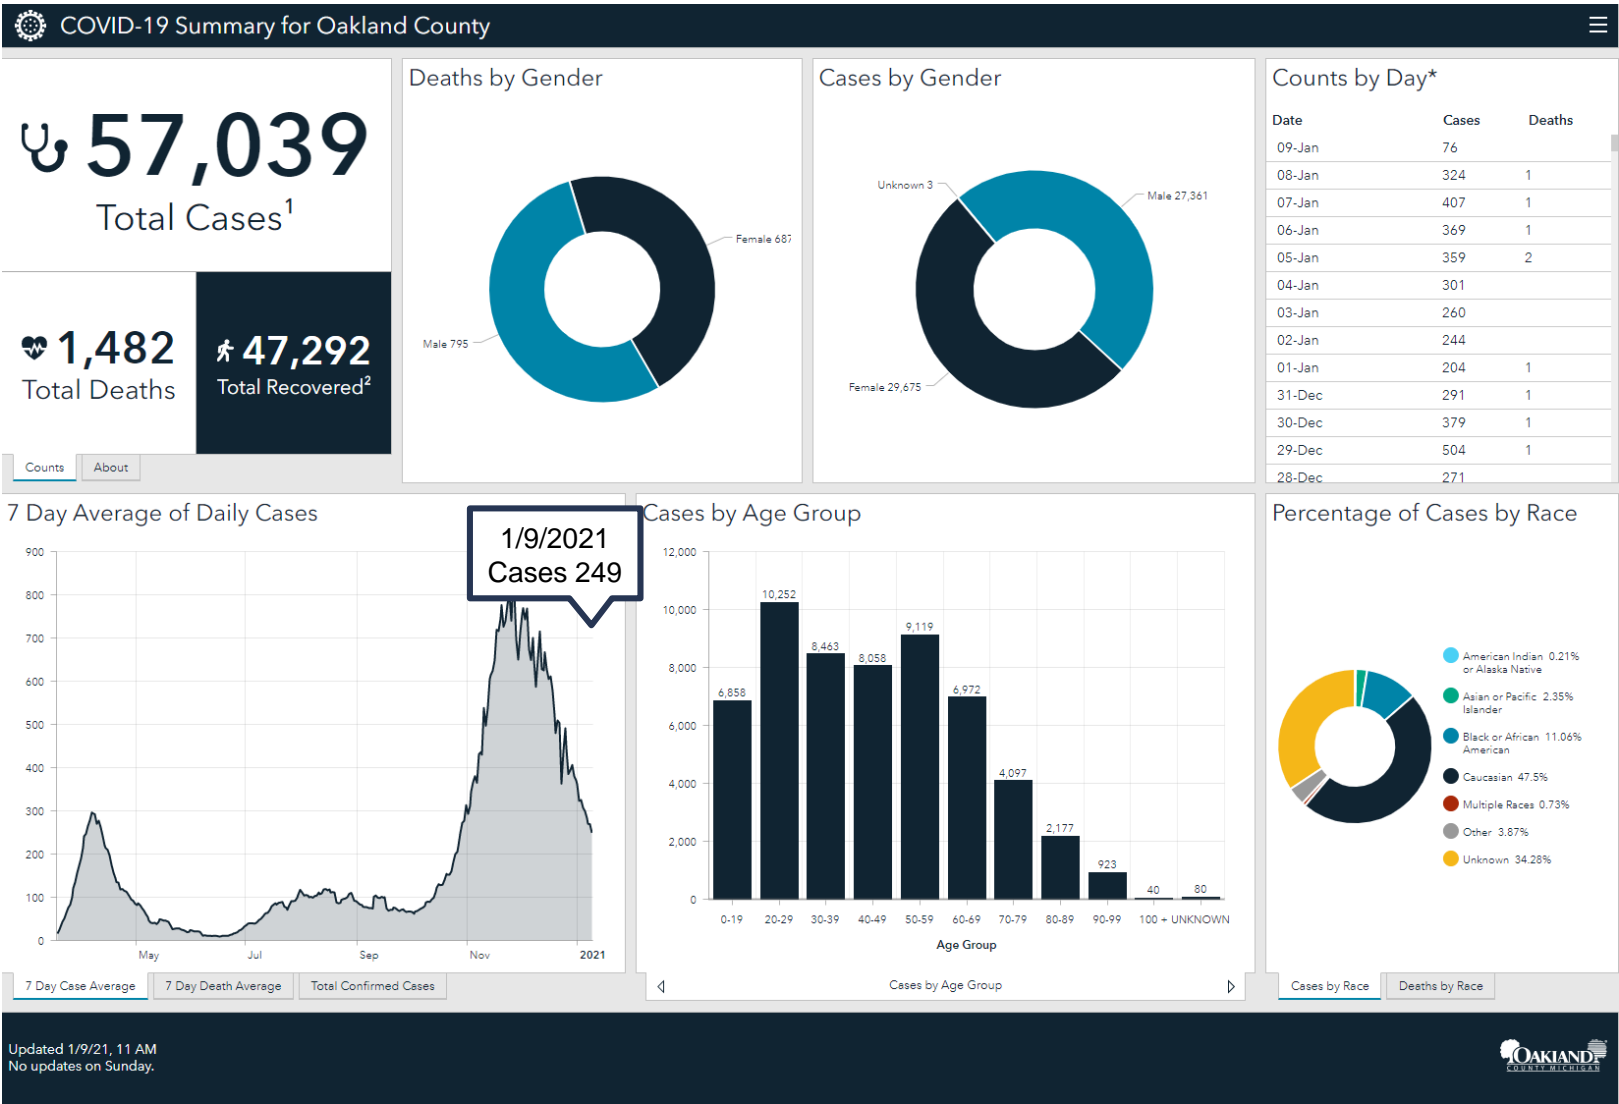 COVID-19 Summary for Oakland County
57,039
Total Cases¹
1,482
Total Deaths
47,292
Total Recovered²
Counts
About
Deaths by Gender
Female 687
Male 795
Cases by Gender
Unknown 3
Male 27,361
Female 29,675
Counts by Day*
Date Cases Deaths
09-Jan 76
08-Jan 324 1
07-Jan 407 1
06-Jan 369 1
05-Jan 359 2
04-Jan 301
03-Jan 260
02-Jan 244
01-Jan 204 1
31-Dec 291 1
30-Dec 379 1
29-Dec 504 1
28-Dec 271
7 Day Average of Daily Cases
1/9/2021
Cases 249
900
800
700
600
500
400
300
200
100
0
May Jul Sep Nov 2021
7 Day Case Average
7 Day Death Average
Total Confirmed Cases
Cases by Age Group
12,000
10,000
8,000
6,000
4,000
2,000
0
6,858
10,252
8,463
8,058
9,119
6,972
4,097
2,177
923
40
80
0-19 20-29 30-39 40-49 50-59 60-69 70-79 80-89 90-99 100 + UNKNOWN
Age Group
Cases by Age Group
Percentage of Cases by Race
American Indian 0.21%
or Alaska Native
Asian or Pacific 2.35%
Islander
Black or African 11.06%
American
Caucasian 47.5%
Multiple Races 0.73%
Other 3.87%
Unknown 34.28%
Cases by Race
Deaths by Race
Updated 1/9/21, 11 AM
No updates on Sunday.
OAKLAND
COUNTY MICHIGAN